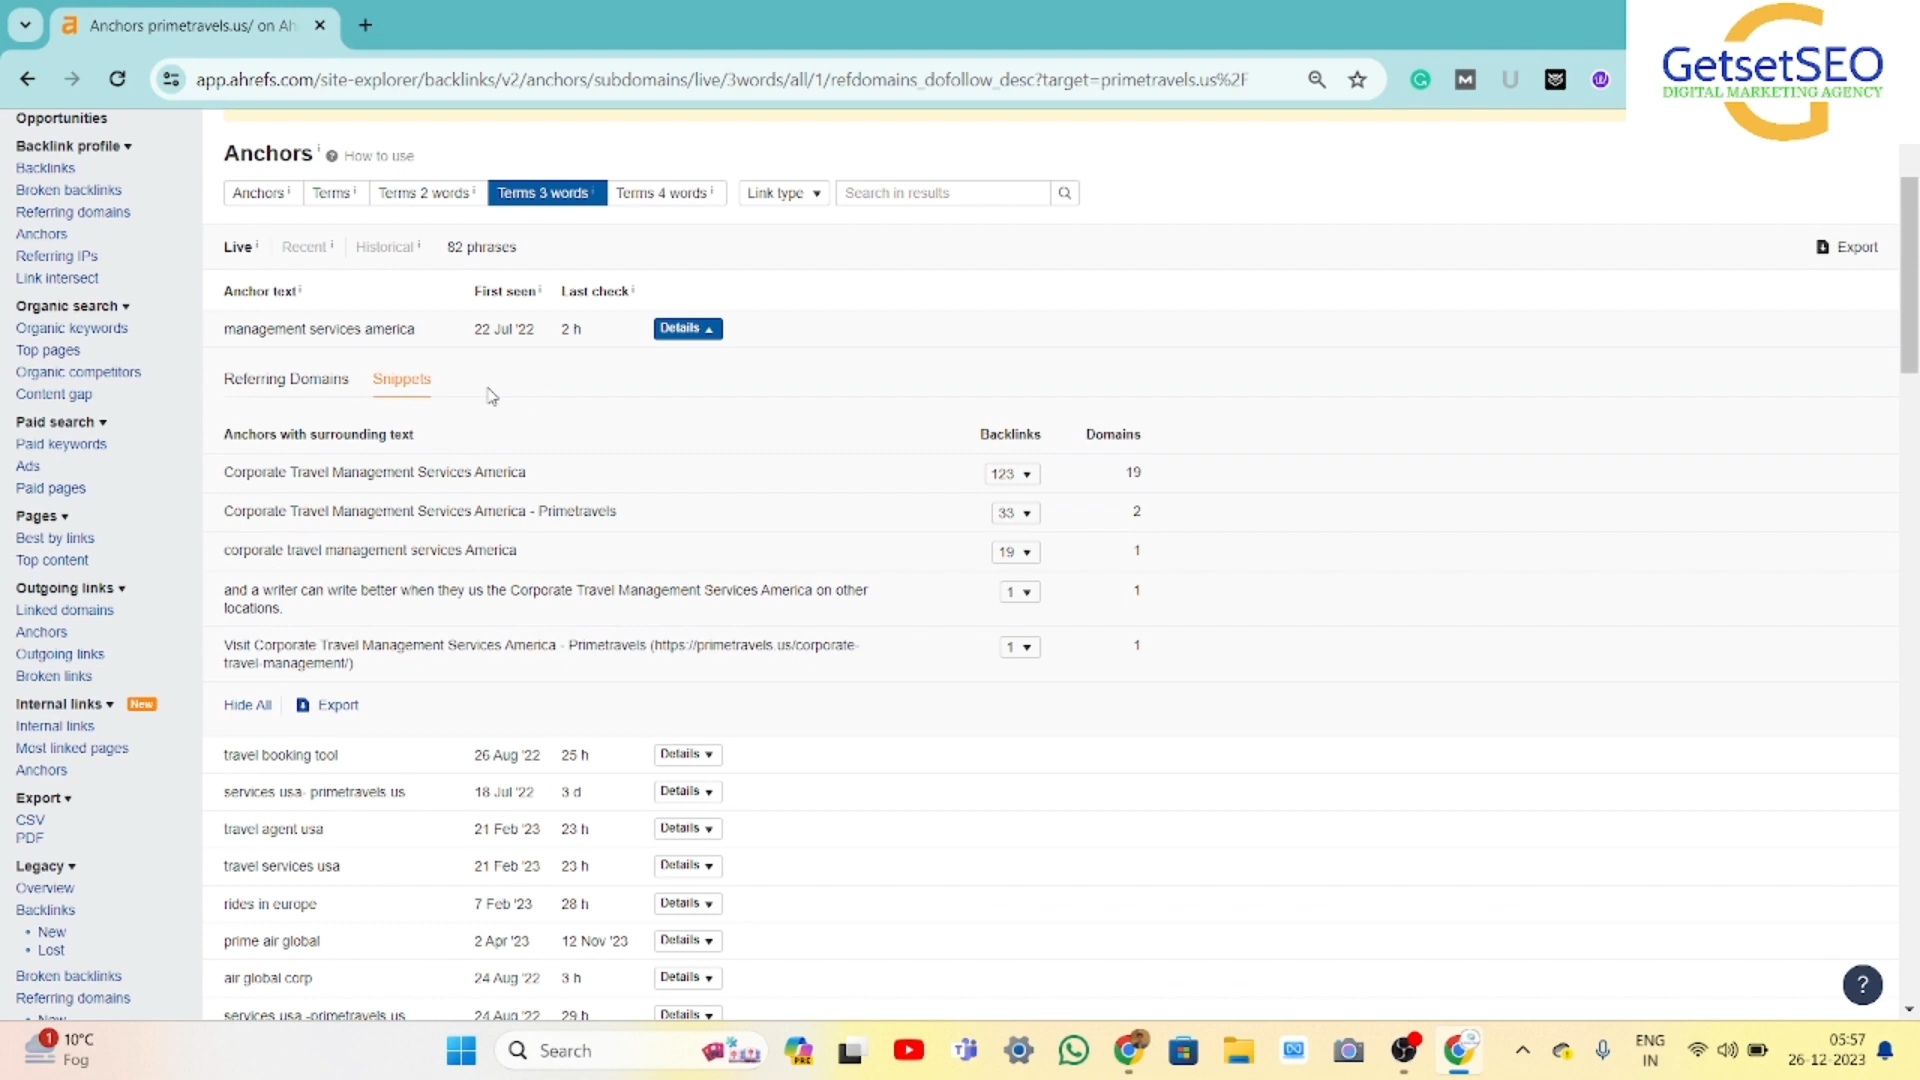 Anchors primetravels.us/ on Ah
app.ahrefs.com/site-explorer/backlinks/v2/anchors/subdomains/live/3words/all/1/refdomains_dofollow_desc?target=primetravels.us%2F
GetsetSEO
DIGITAL MARKETING AGENCY
Opportunities
Backlink profile
Backlinks
Broken backlinks
Referring domains
Anchors
Referring IPs
Link intersect
Organic search
Organic keywords
Top pages
Organic competitors
Content gap
Paid search
Paid keywords
Ads
Paid pages
Pages
Best by links
Top content
Outgoing links
Linked domains
Anchors
Outgoing links
Broken links
Internal links New
Internal links
Most linked pages
Anchors
Export
CSV
PDF
Legacy
Overview
Backlinks
• New
• Lost
Broken backlinks
Referring domains
• New
Anchors i ? How to use
Anchors i Terms i Terms 2 words i Terms 3 words i Terms 4 words i Link type Search in results
Live i Recent i Historical i 82 phrases Export
Anchor text i First seen i Last check i
management services america 22 Jul '22 2 h Details
Referring Domains Snippets
Anchors with surrounding text Backlinks Domains
Corporate Travel Management Services America 123 19
Corporate Travel Management Services America - Primetravels 33 2
corporate travel management services America 19 1
and a writer can write better when they us the Corporate Travel Management Services America on other 1 1
locations.
Visit Corporate Travel Management Services America - Primetravels (https://primetravels.us/corporate- 1 1
travel-management/)
Hide All Export
travel booking tool 26 Aug '22 25 h Details
services usa- primetravels us 18 Jul '22 3 d Details
travel agent usa 21 Feb '23 23 h Details
travel services usa 21 Feb '23 23 h Details
rides in europe 7 Feb '23 28 h Details
prime air global 2 Apr '23 12 Nov '23 Details
air global corp 24 Aug '22 3 h Details
services usa -primetravels us 24 Aug '22 29 h Details
?
1 10°C
Fog
Search
PRE
ENG
IN
05:57
26-12-2023